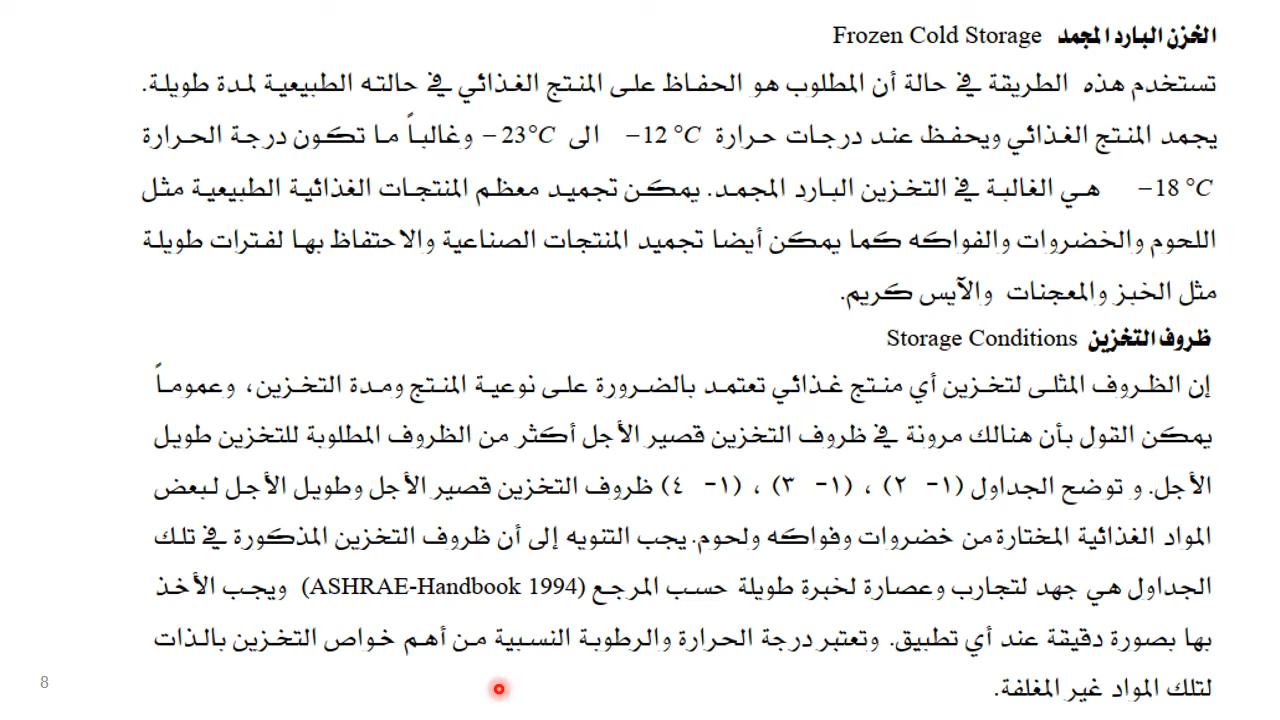 الخزن البارد المجمد Frozen Cold Storage
تستخدم هذه الطريقة في حالة أن المطلوب هو الحفاظ على المنتج الغذائي في حالته الطبيعية لمدة طويلة.
يجمد المنتج الغذائي ويحفظ عند درجات حرارة −12 °C الى −23°C وغالباً ما تكون درجة الحرارة
−18 °C هي الغالبة في التخزين البارد المجمد. يمكن تجميد معظم المنتجات الغذائية الطبيعية مثل
اللحوم والخضروات والفواكه كما يمكن أيضا تجميد المنتجات الصناعية والاحتفاظ بها لفترات طويلة
مثل الخبز والمعجنات والآيس كريم.
ظروف التخزين Storage Conditions
إن الظروف المثلى لتخزين أي منتج غذائي تعتمد بالضرورة على نوعية المنتج ومدة التخزين، وعموماً
يمكن القول بأن هنالك مرونة في ظروف التخزين قصير الأجل أكثر من الظروف المطلوبة للتخزين طويل
الأجل. و توضح الجداول (١- ٢) ، (١- ٣) ، (١- ٤) ظروف التخزين قصير الأجل وطويل الأجل لبعض
المواد الغذائية المختارة من خضروات وفواكه ولحوم. يجب التنويه إلى أن ظروف التخزين المذكورة في تلك
الجداول هي جهد لتجارب وعصارة لخبرة طويلة حسب المرجع (ASHRAE-Handbook 1994) ويجب الأخذ
بها بصورة دقيقة عند أي تطبيق. وتعتبر درجة الحرارة والرطوبة النسبية من أهم خواص التخزين بالذات
لتلك المواد غير المغلفة.
8